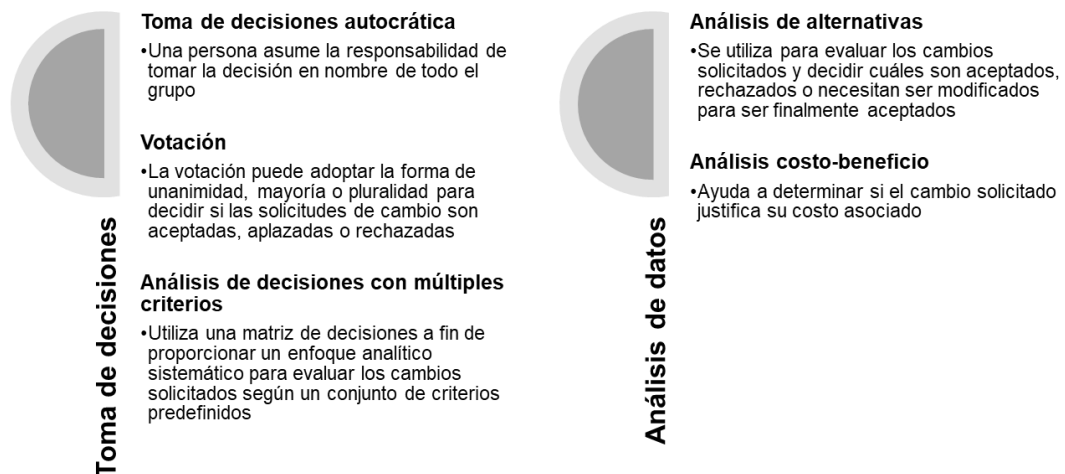 Toma de decisiones
Toma de decisiones autocrática
•Una persona asume la responsabilidad de
tomar la decisión en nombre de todo el
grupo
Votación
•La votación puede adoptar la forma de
unanimidad, mayoría o pluralidad para
decidir si las solicitudes de cambio son
aceptadas, aplazadas o rechazadas
Análisis de decisiones con múltiples
criterios
•Utiliza una matriz de decisiones a fin de
proporcionar un enfoque analítico
sistemático para evaluar los cambios
solicitados según un conjunto de criterios
predefinidos
Análisis de datos
Análisis de alternativas
•Se utiliza para evaluar los cambios
solicitados y decidir cuáles son aceptados,
rechazados o necesitan ser modificados
para ser finalmente aceptados
Análisis costo-beneficio
•Ayuda a determinar si el cambio solicitado
justifica su costo asociado